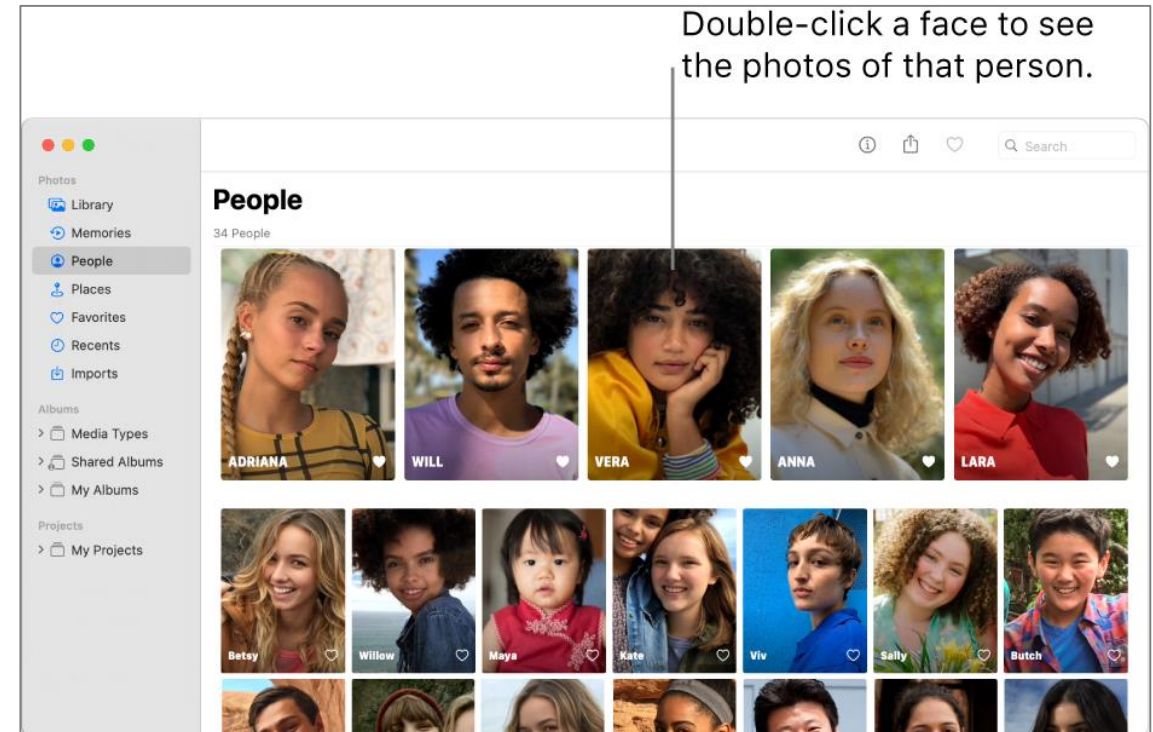 Double-click a face to see
the photos of that person.
Search
Photos
Library
Memories
People
Places
Favorites
Recents
Imports
Albums
Media Types
Shared Albums
My Albums
Projects
My Projects
People
34 People
ADRIANA
WILL
VERA
ANNA
LARA
Betsy
Willow
Maya
Kate
Viv
Sally
Butch